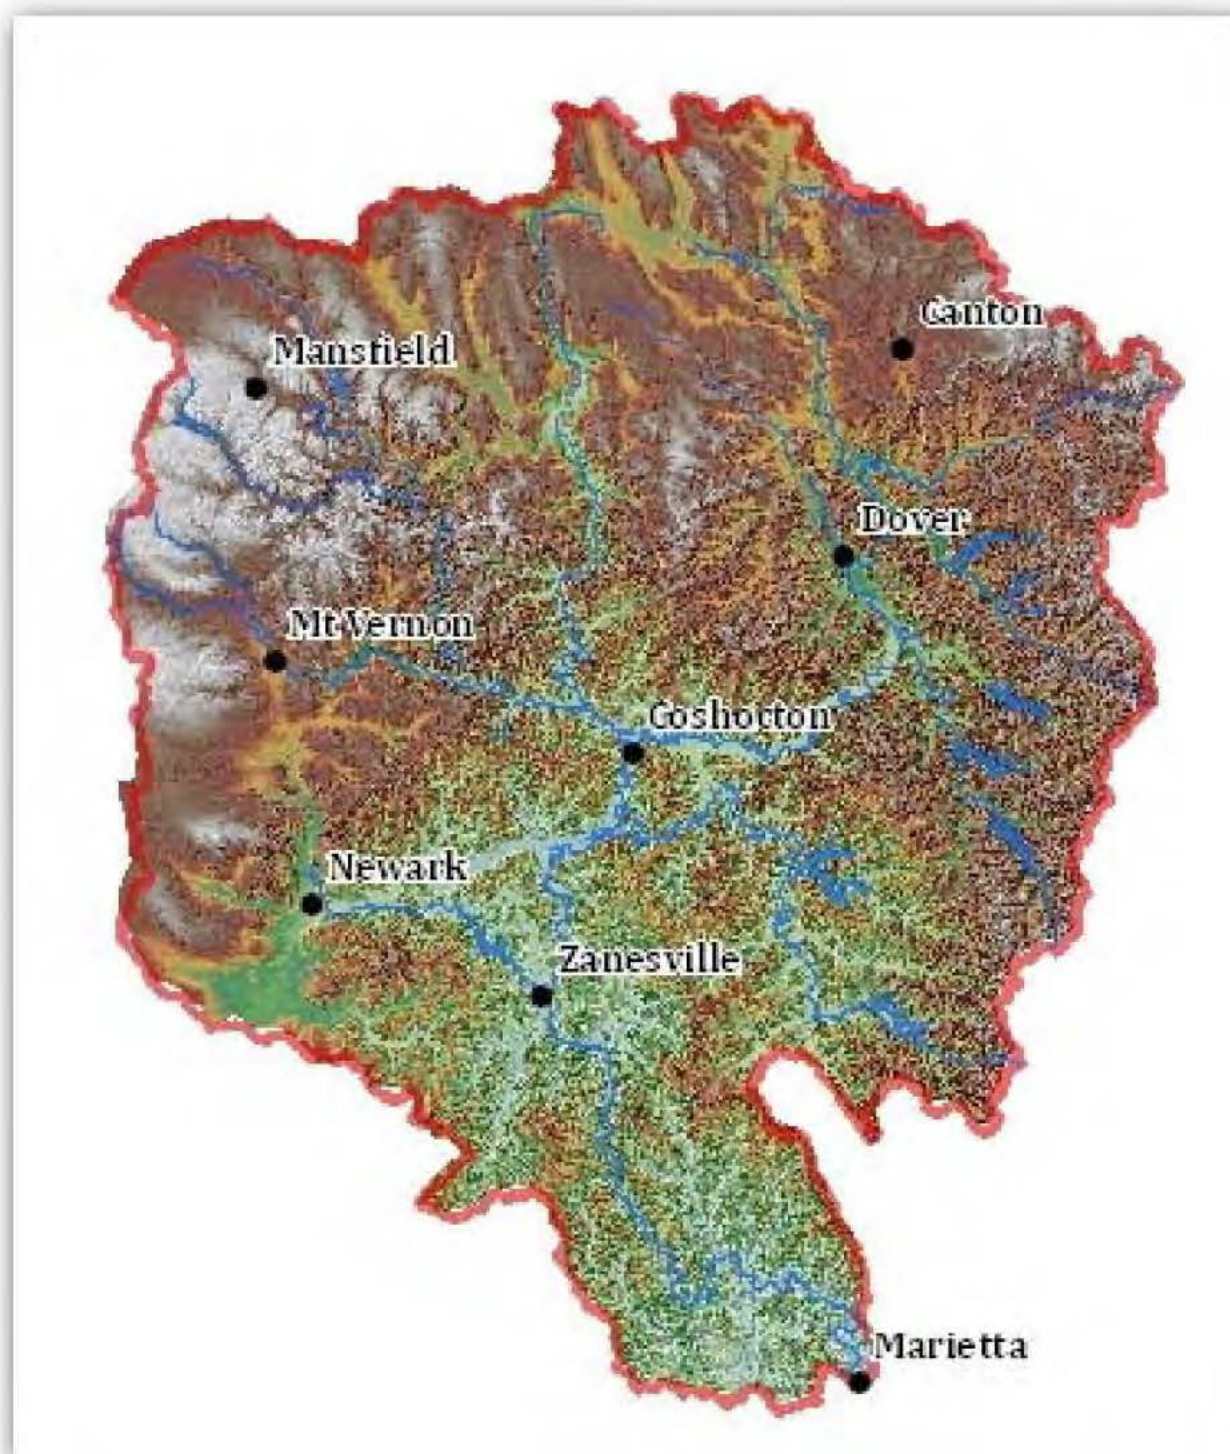 Canton
Mansfield
Dover
Mt Vernon
Coshocton
Newark
Zanesville
Marietta